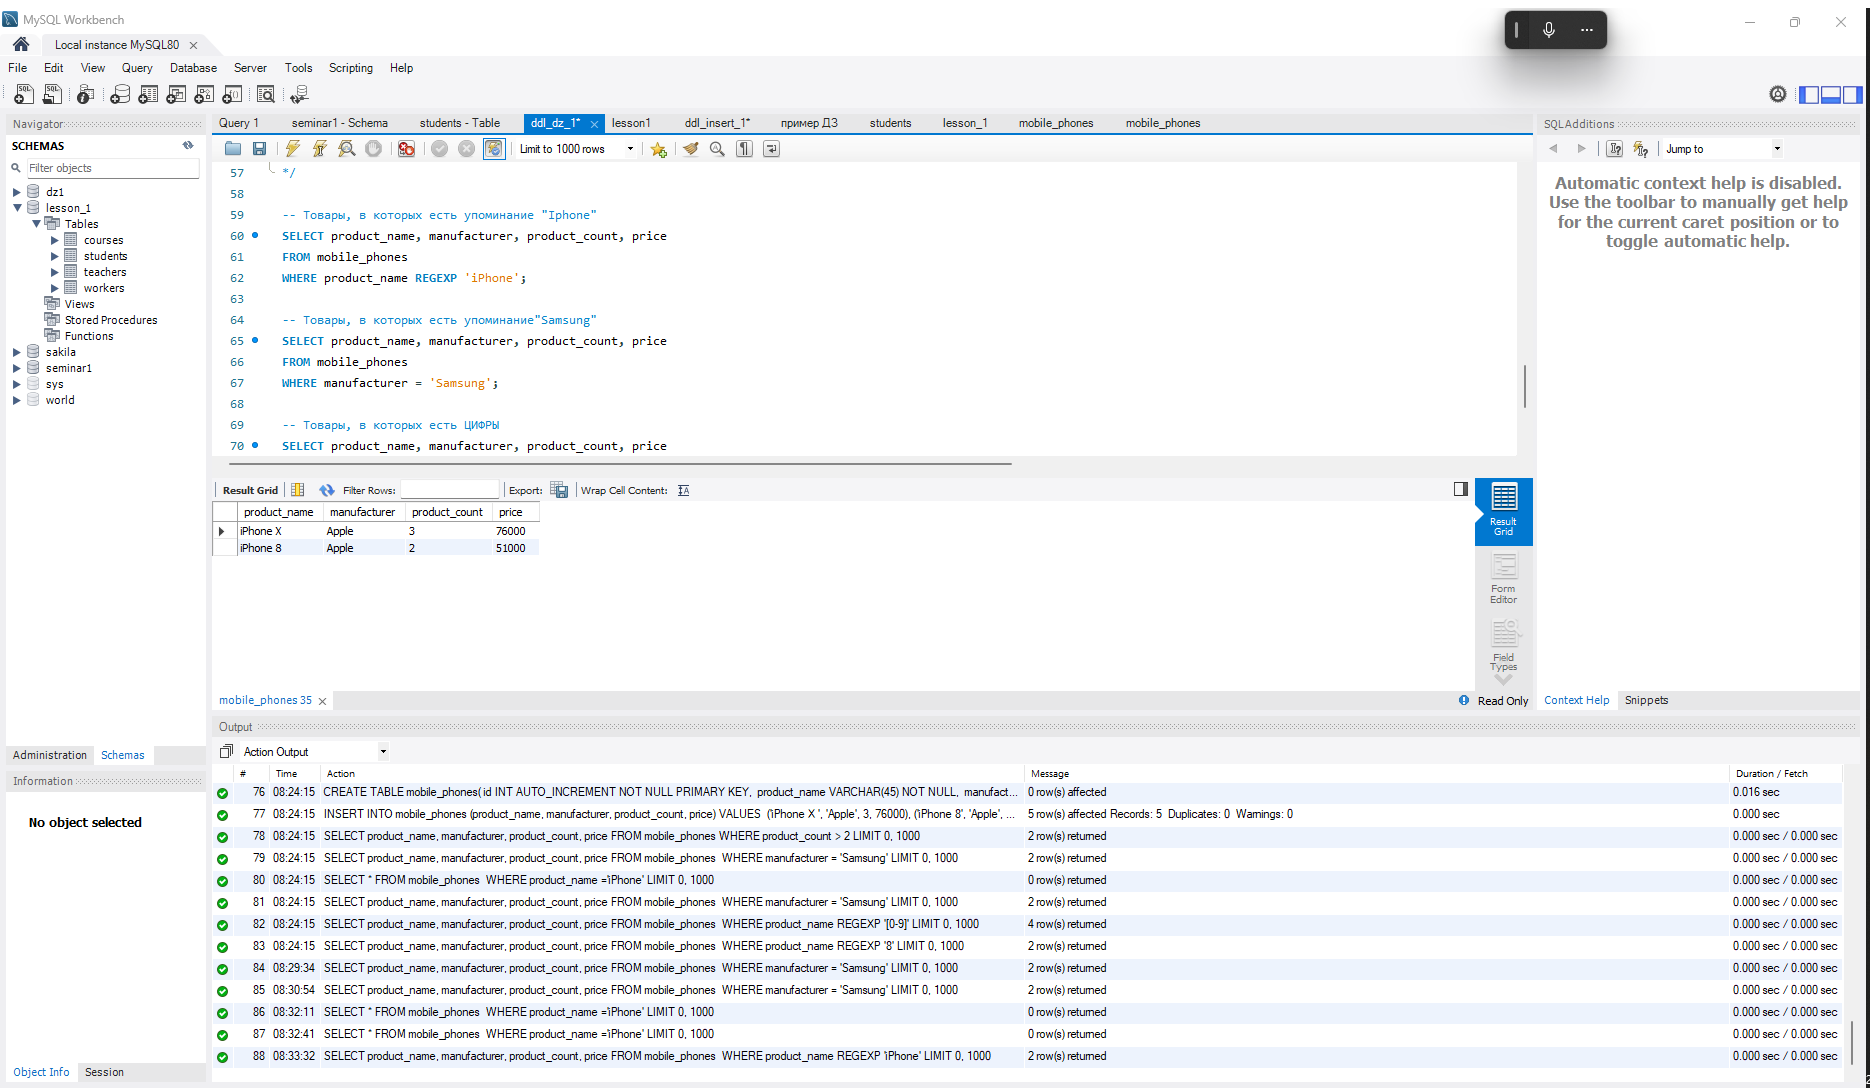 MySQL Workbench
Local instance MySQL80
File Edit View Query Database Server Tools Scripting Help
Navigator
SCHEMAS
Filter objects
dz1
lesson_1
Tables
courses
students
teachers
workers
Views
Stored Procedures
Functions
sakila
seminar1
sys
world
Administration Schemas
Information
No object selected
Object Info Session
Query 1 seminar1 - Schema students - Table ddl_dz_1* lesson1 ddl_insert_1* пример ДЗ students lesson_1 mobile_phones mobile_phones
Limit to 1000 rows
57 */
58
59 -- Товары, в которых есть упоминание "Iphone"
60 SELECT product_name, manufacturer, product_count, price
61 FROM mobile_phones
62 WHERE product_name REGEXP 'iPhone';
63
64 -- Товары, в которых есть упоминание"Samsung"
65 SELECT product_name, manufacturer, product_count, price
66 FROM mobile_phones
67 WHERE manufacturer = 'Samsung';
68
69 -- Товары, в которых есть ЦИФРЫ
70 SELECT product_name, manufacturer, product_count, price
Result Grid Filter Rows: Export: Wrap Cell Content:
product_name manufacturer product_count price
iPhone X Apple 3 76000
iPhone 8 Apple 2 51000
Result Grid
Form Editor
Field Types
mobile_phones 35
Read Only
SQLAdditions
Jump to
Automatic context help is disabled.
Use the toolbar to manually get help
for the current caret position or to
toggle automatic help.
Context Help Snippets
Output
Action Output
# Time Action Message Duration / Fetch
76 08:24:15 CREATE TABLE mobile_phones( id INT AUTO_INCREMENT NOT NULL PRIMARY KEY, product_name VARCHAR(45) NOT NULL, manufact... 0 row(s) affected 0.016 sec
77 08:24:15 INSERT INTO mobile_phones (product_name, manufacturer, product_count, price) VALUES ('iPhone X ', 'Apple', 3, 76000), ('iPhone 8', 'Apple', ... 5 row(s) affected Records: 5 Duplicates: 0 Warnings: 0 0.000 sec
78 08:24:15 SELECT product_name, manufacturer, product_count, price FROM mobile_phones WHERE product_count > 2 LIMIT 0, 1000 2 row(s) returned 0.000 sec / 0.000 sec
79 08:24:15 SELECT product_name, manufacturer, product_count, price FROM mobile_phones WHERE manufacturer = 'Samsung' LIMIT 0, 1000 2 row(s) returned 0.000 sec / 0.000 sec
80 08:24:15 SELECT * FROM mobile_phones WHERE product_name ='iPhone' LIMIT 0, 1000 0 row(s) returned 0.000 sec / 0.000 sec
81 08:24:15 SELECT product_name, manufacturer, product_count, price FROM mobile_phones WHERE manufacturer = 'Samsung' LIMIT 0, 1000 2 row(s) returned 0.000 sec / 0.000 sec
82 08:24:15 SELECT product_name, manufacturer, product_count, price FROM mobile_phones WHERE product_name REGEXP '[0-9]' LIMIT 0, 1000 4 row(s) returned 0.000 sec / 0.000 sec
83 08:24:15 SELECT product_name, manufacturer, product_count, price FROM mobile_phones WHERE product_name REGEXP '8' LIMIT 0, 1000 2 row(s) returned 0.000 sec / 0.000 sec
84 08:29:34 SELECT product_name, manufacturer, product_count, price FROM mobile_phones WHERE manufacturer = 'Samsung' LIMIT 0, 1000 2 row(s) returned 0.000 sec / 0.000 sec
85 08:30:54 SELECT product_name, manufacturer, product_count, price FROM mobile_phones WHERE manufacturer = 'Samsung' LIMIT 0, 1000 2 row(s) returned 0.000 sec / 0.000 sec
86 08:32:11 SELECT * FROM mobile_phones WHERE product_name ='iPhone' LIMIT 0, 1000 0 row(s) returned 0.000 sec / 0.000 sec
87 08:32:41 SELECT * FROM mobile_phones WHERE product_name ='iPhone' LIMIT 0, 1000 0 row(s) returned 0.000 sec / 0.000 sec
88 08:33:32 SELECT product_name, manufacturer, product_count, price FROM mobile_phones WHERE product_name REGEXP 'iPhone' LIMIT 0, 1000 2 row(s) returned 0.000 sec / 0.000 sec